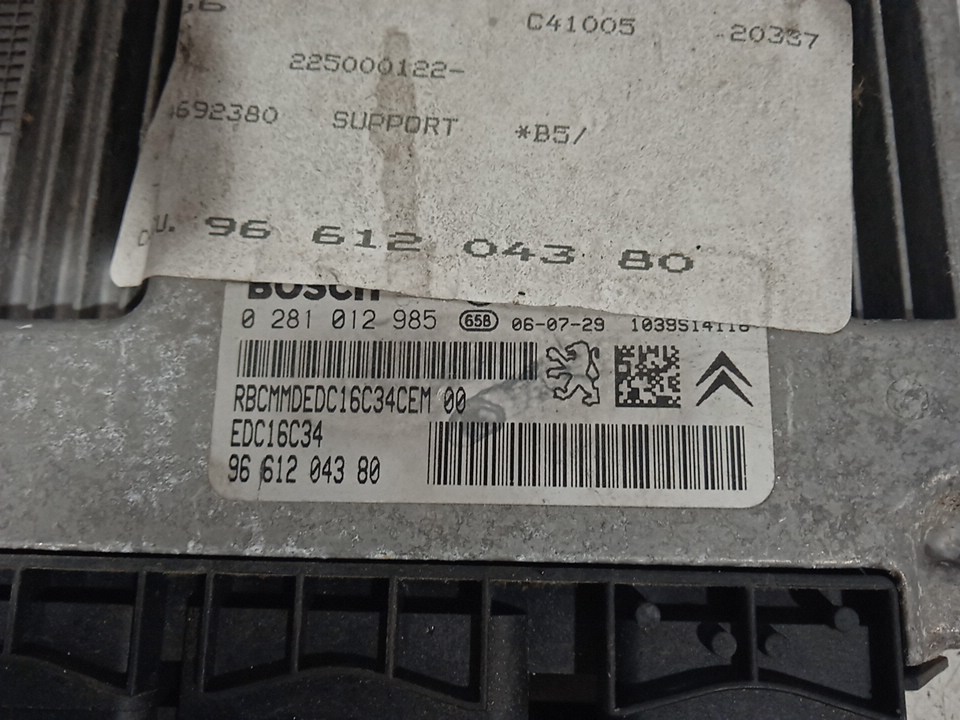 C41005 20337
225000122-
692380 SUPPORT *B5/
U. 96 612 043 80
BOSCH
0 281 012 985 65B 06-07-29 1039S14118
RBCMMDEDC16C34CEM 00
EDC16C34
96 612 043 80